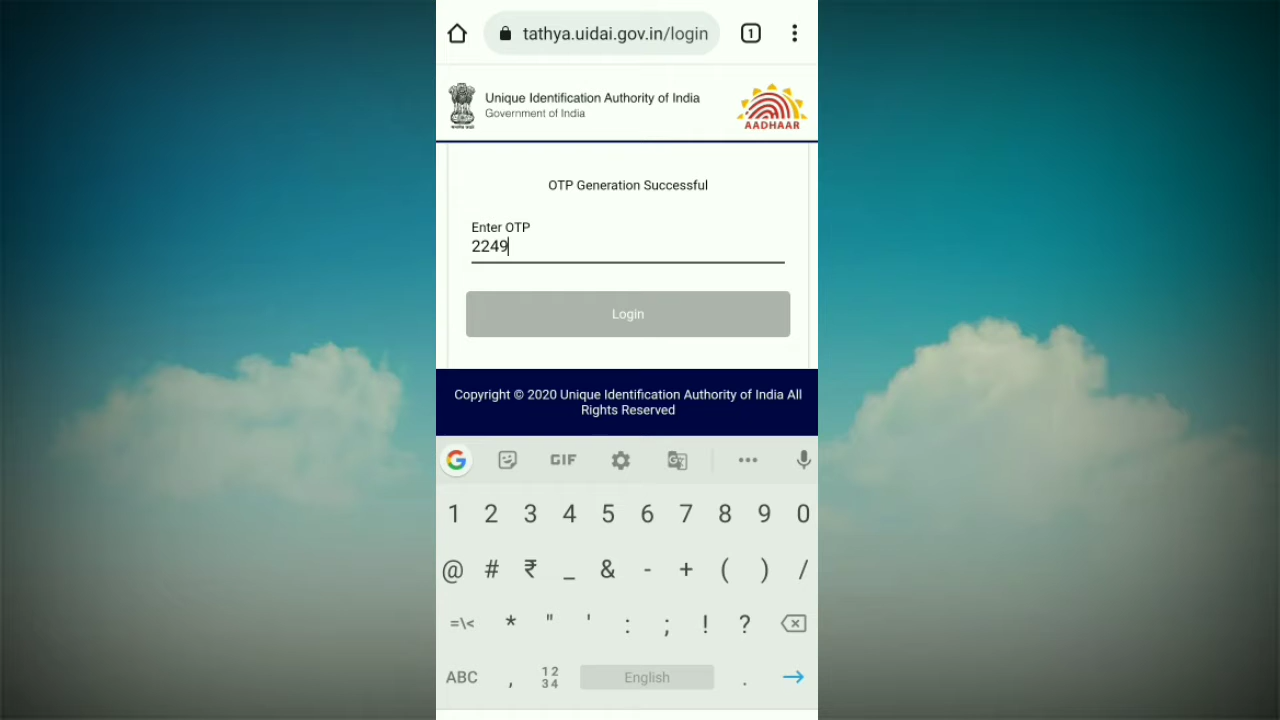 1
tathya.uidai.gov.in/login
Unique Identification Authority of India
Government of India
AADHAAR
OTP Generation Successful
Enter OTP
2249
Login
Copyright © 2020 Unique Identification Authority of India All
Rights Reserved
G GIF
1 2 3 4 5 6 7 8 9 0
@ # ₹ _ & - + ( ) /
=\< * " ' : ; ! ?
ABC , 12 English .
34